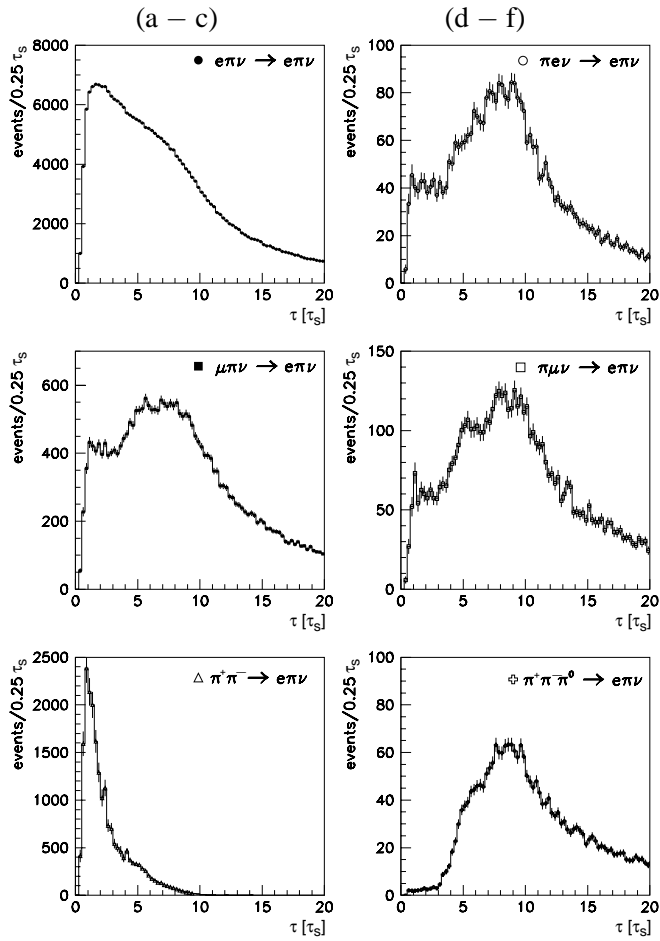 (a − c)
(d − f)
events/0.25 τS
8000
6000
4000
2000
0
● eπν → eπν
0 5 10 15 20
τ [τS]
events/0.25 τS
100
80
60
40
20
0
○ πeν → eπν
0 5 10 15 20
τ [τS]
events/0.25 τS
600
400
200
0
■ μπν → eπν
0 5 10 15 20
τ [τS]
events/0.25 τS
150
100
50
0
□ πμν → eπν
0 5 10 15 20
τ [τS]
events/0.25 τS
2500
2000
1500
1000
500
0
△ π⁺π⁻ → eπν
0 5 10 15 20
τ [τS]
events/0.25 τS
100
80
60
40
20
0
π⁺π⁻π⁰ → eπν
0 5 10 15 20
τ [τS]